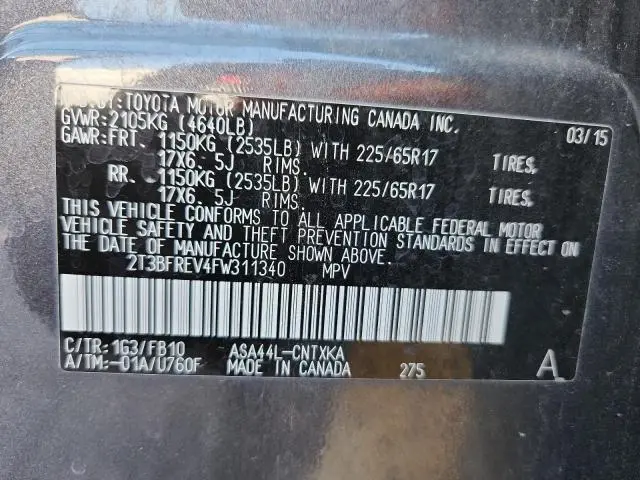 TOYOTA MOTOR MANUFACTURING CANADA INC.
GVWR: 2105KG (4640LB) 03/15
GAWR: FRT. 1150KG (2535LB) WITH 225/65R17 TIRES,
17X6. 5J RIMS.
RR. 1150KG (2535LB) WITH 225/65R17 TIRES,
17X6. 5J RIMS.
THIS VEHICLE CONFORMS TO ALL APPLICABLE FEDERAL MOTOR
VEHICLE SAFETY AND THEFT PREVENTION STANDARDS IN EFFECT ON
THE DATE OF MANUFACTURE SHOWN ABOVE.
2T3BFREV4FW311340 MPV
C/TR: 1G3/FB10 ASA44L-CNTXKA
A/TM:-01A/U760F MADE IN CANADA 275 A